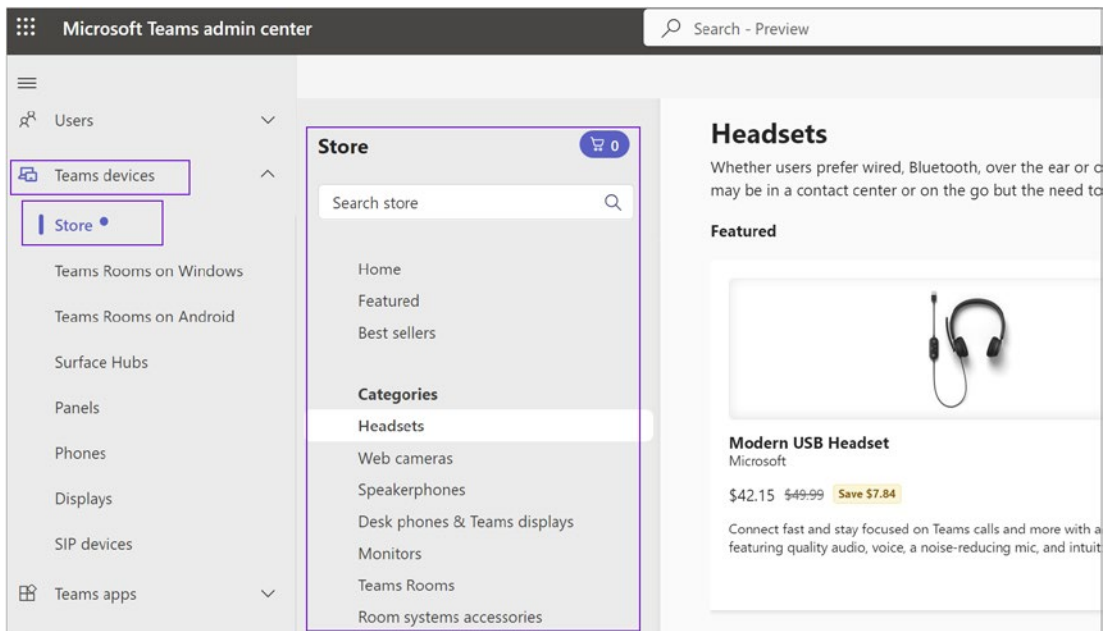 Microsoft Teams admin center
Search - Preview
Users
Teams devices
Store
Teams Rooms on Windows
Teams Rooms on Android
Surface Hubs
Panels
Phones
Displays
SIP devices
Teams apps
Store
0
Search store
Home
Featured
Best sellers
Categories
Headsets
Web cameras
Speakerphones
Desk phones & Teams displays
Monitors
Teams Rooms
Room systems accessories
Headsets
Whether users prefer wired, Bluetooth, over the ear or
may be in a contact center or on the go but the need to
Featured
Modern USB Headset
Microsoft
$42.15 $49.99 Save $7.84
Connect fast and stay focused on Teams calls and more with a
featuring quality audio, voice, a noise-reducing mic, and